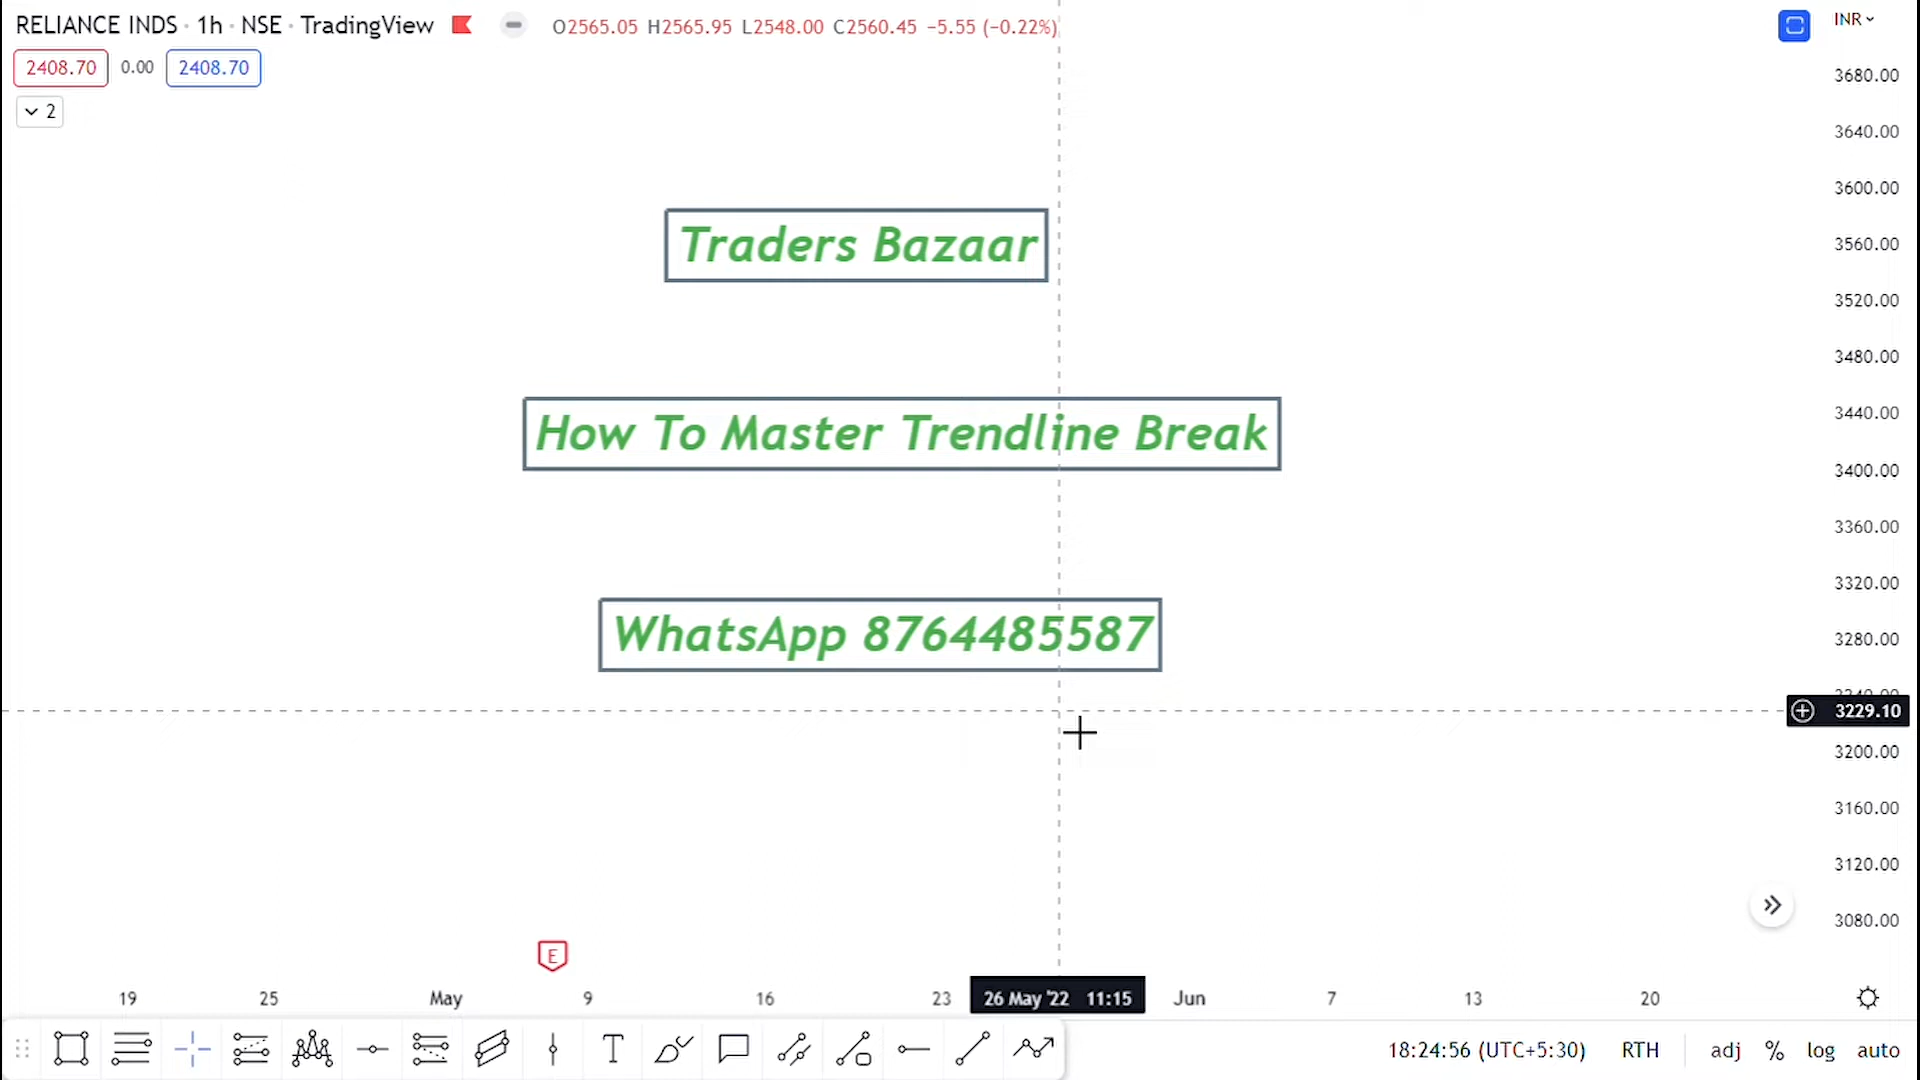 RELIANCE INDS · 1h · NSE · TradingView O2565.05 H2565.95 L2548.00 C2560.45 −5.55 (−0.22%) INR
2408.70 0.00 2408.70
2
3680.00
3640.00
3600.00
Traders Bazaar
3560.00
3520.00
3480.00
How To Master Trendline Break
3440.00
3400.00
3360.00
3320.00
WhatsApp 8764485587
3280.00
3240.00
3229.10
3200.00
3160.00
3120.00
3080.00
E
19 25 May 9 16 23 26 May '22 11:15 Jun 7 13 20
T 18:24:56 (UTC+5:30) RTH adj % log auto